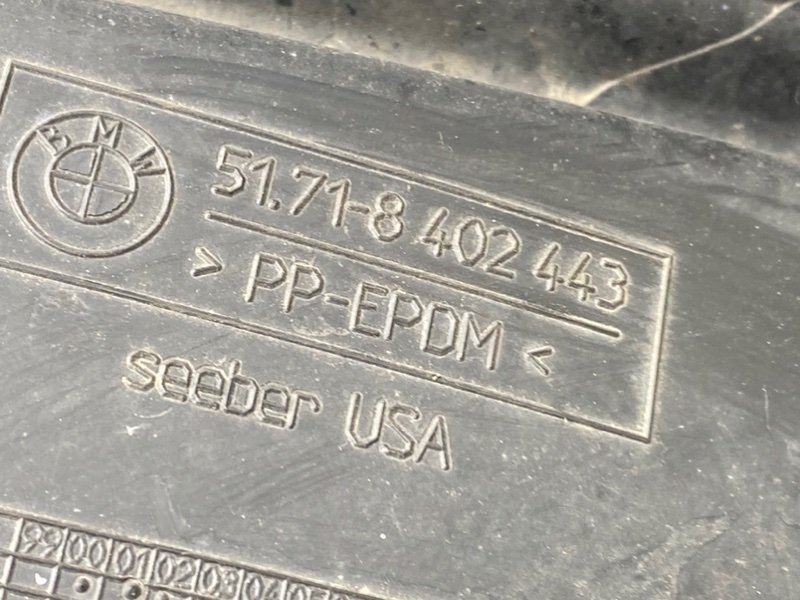 BMW
51.71-8 402 443
> PP-EPDM <
seeber USA
99 00 01 02 03 04